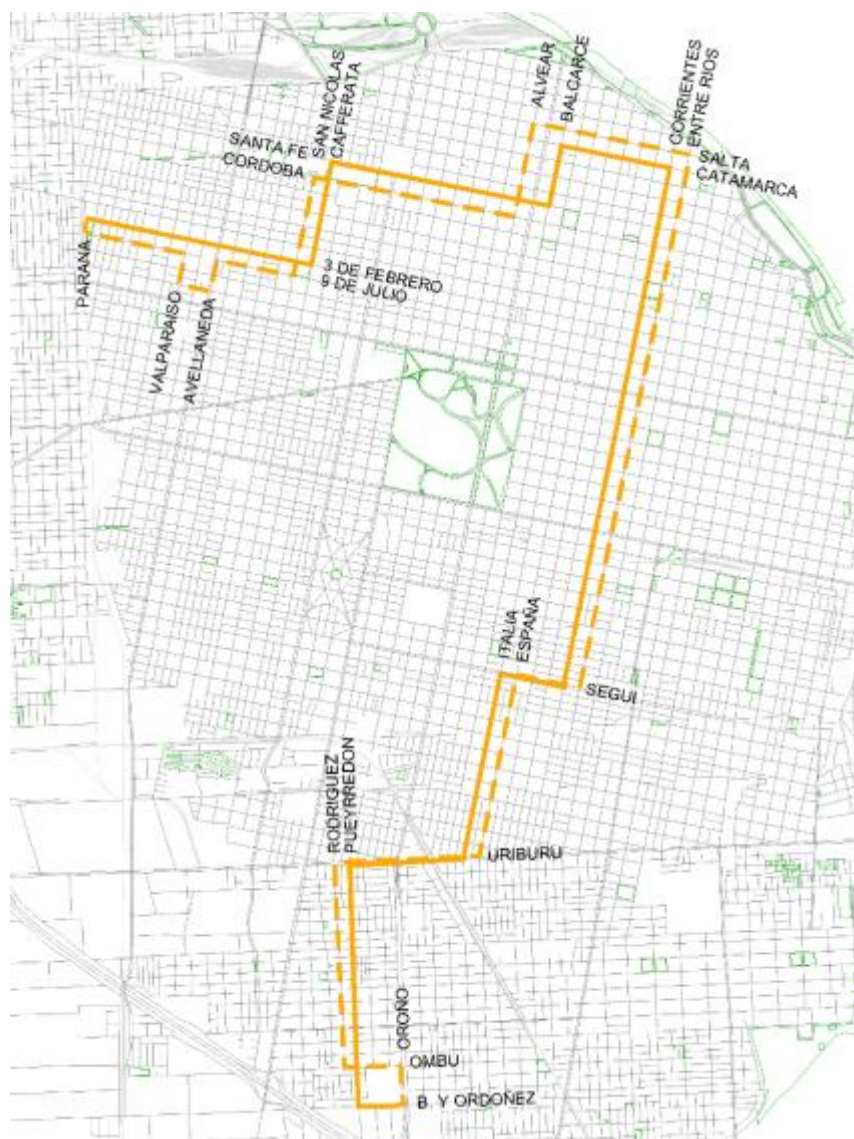 ALVEAR
BALCARCE
CORRIENTES
ENTRE RIOS
SAN NICOLAS
CAFFERATA
SANTA FE
CORDOBA
SALTA
CATAMARCA
PARANA
3 DE FEBRERO
9 DE JULIO
VALPARAISO
AVELLANEDA
ITALIA
ESPAÑA
SEGUI
RODRIGUEZ
PUEYRREDON
URIBURU
OROÑO
OMBU
B. Y ORDOÑEZ